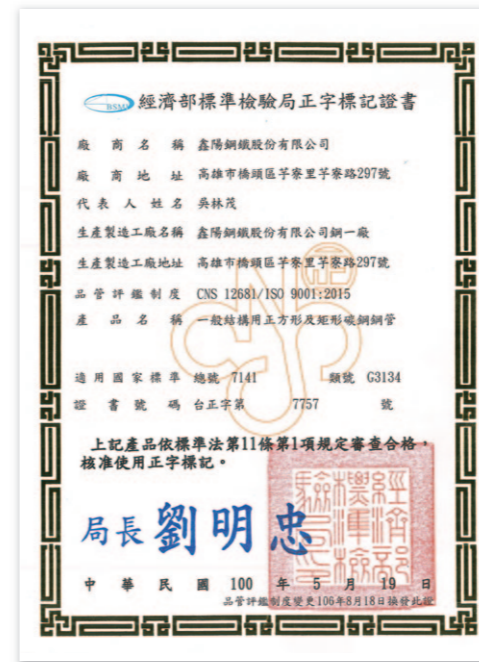 BSMI 經濟部標準檢驗局正字標記證書
廠商名稱 鑫陽鋼鐵股份有限公司
廠商地址 高雄市橋頭區芋寮里芋寮路297號
代表人姓名 吳林茂
生產製造工廠名稱 鑫陽鋼鐵股份有限公司鋼一廠
生產製造工廠地址 高雄市橋頭區芋寮里芋寮路297號
品管評鑑制度 CNS 12681/ISO 9001:2015
產品名稱 一般結構用正方形及矩形碳鋼鋼管
適用國家標準 總號 7141 類號 G3134
證書號碼 台正字第 7757 號
上記產品依標準法第11條第1項規定審查合格，
核准使用正字標記。
局長 劉明忠
經濟部標準檢驗局印
中華民國 100 年 5 月 19 日
品管評鑑制度變更106年8月18日換發此證